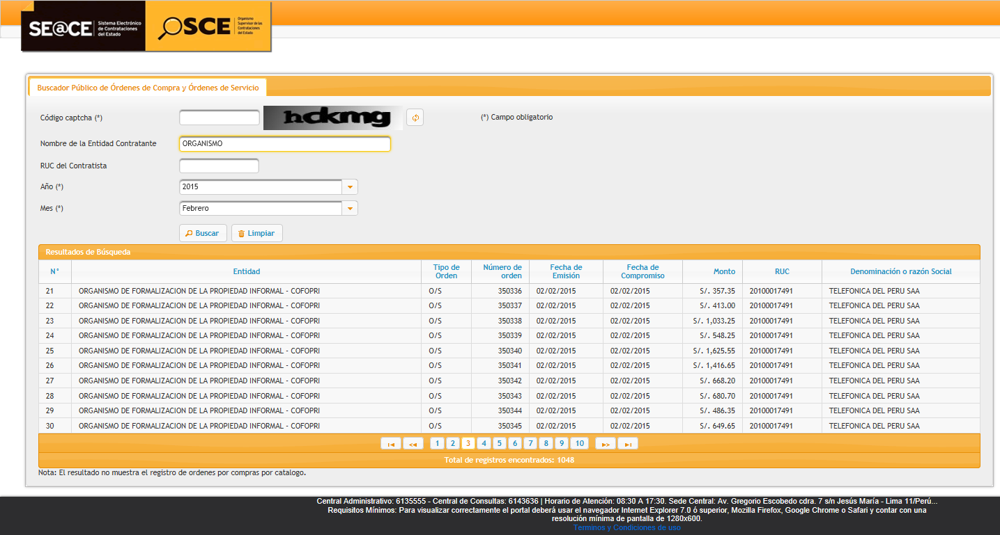 SE@CE Sistema Electrónico de Contrataciones del Estado
OSCE Organismo Supervisor de las Contrataciones del Estado
Buscador Público de Órdenes de Compra y Órdenes de Servicio
Código captcha (*) hckmg (*) Campo obligatorio
Nombre de la Entidad Contratante ORGANISMO
RUC del Contratista
Año (*) 2015
Mes (*) Febrero
Buscar Limpiar
Resultados de Búsqueda
N° Entidad Tipo de Orden Número de orden Fecha de Emisión Fecha de Compromiso Monto RUC Denominación o razón Social
21 ORGANISMO DE FORMALIZACION DE LA PROPIEDAD INFORMAL - COFOPRI O/S 350336 02/02/2015 02/02/2015 S/. 357.35 20100017491 TELEFONICA DEL PERU SAA
22 ORGANISMO DE FORMALIZACION DE LA PROPIEDAD INFORMAL - COFOPRI O/S 350337 02/02/2015 02/02/2015 S/. 413.00 20100017491 TELEFONICA DEL PERU SAA
23 ORGANISMO DE FORMALIZACION DE LA PROPIEDAD INFORMAL - COFOPRI O/S 350338 02/02/2015 02/02/2015 S/. 1,033.25 20100017491 TELEFONICA DEL PERU SAA
24 ORGANISMO DE FORMALIZACION DE LA PROPIEDAD INFORMAL - COFOPRI O/S 350339 02/02/2015 02/02/2015 S/. 548.25 20100017491 TELEFONICA DEL PERU SAA
25 ORGANISMO DE FORMALIZACION DE LA PROPIEDAD INFORMAL - COFOPRI O/S 350340 02/02/2015 02/02/2015 S/. 1,625.55 20100017491 TELEFONICA DEL PERU SAA
26 ORGANISMO DE FORMALIZACION DE LA PROPIEDAD INFORMAL - COFOPRI O/S 350341 02/02/2015 02/02/2015 S/. 1,416.65 20100017491 TELEFONICA DEL PERU SAA
27 ORGANISMO DE FORMALIZACION DE LA PROPIEDAD INFORMAL - COFOPRI O/S 350342 02/02/2015 02/02/2015 S/. 668.20 20100017491 TELEFONICA DEL PERU SAA
28 ORGANISMO DE FORMALIZACION DE LA PROPIEDAD INFORMAL - COFOPRI O/S 350343 02/02/2015 02/02/2015 S/. 680.70 20100017491 TELEFONICA DEL PERU SAA
29 ORGANISMO DE FORMALIZACION DE LA PROPIEDAD INFORMAL - COFOPRI O/S 350344 02/02/2015 02/02/2015 S/. 486.35 20100017491 TELEFONICA DEL PERU SAA
30 ORGANISMO DE FORMALIZACION DE LA PROPIEDAD INFORMAL - COFOPRI O/S 350345 02/02/2015 02/02/2015 S/. 649.65 20100017491 TELEFONICA DEL PERU SAA
1 2 3 4 5 6 7 8 9 10
Total de registros encontrados: 1048
Nota: El resultado no muestra el registro de ordenes por compras por catalogo.
Central Administrativo: 6135555 - Central de Consultas: 6143636 | Horario de Atención: 08:30 A 17:30. Sede Central: Av. Gregorio Escobedo cdra. 7 s/n Jesús María - Lima 11/Perú...
Requisitos Mínimos: Para visualizar correctamente el portal deberá usar el navegador Internet Explorer 7.0 ó superior, Mozilla Firefox, Google Chrome o Safari y contar con una
resolución mínima de pantalla de 1280x600.
Terminos y Condiciones de uso